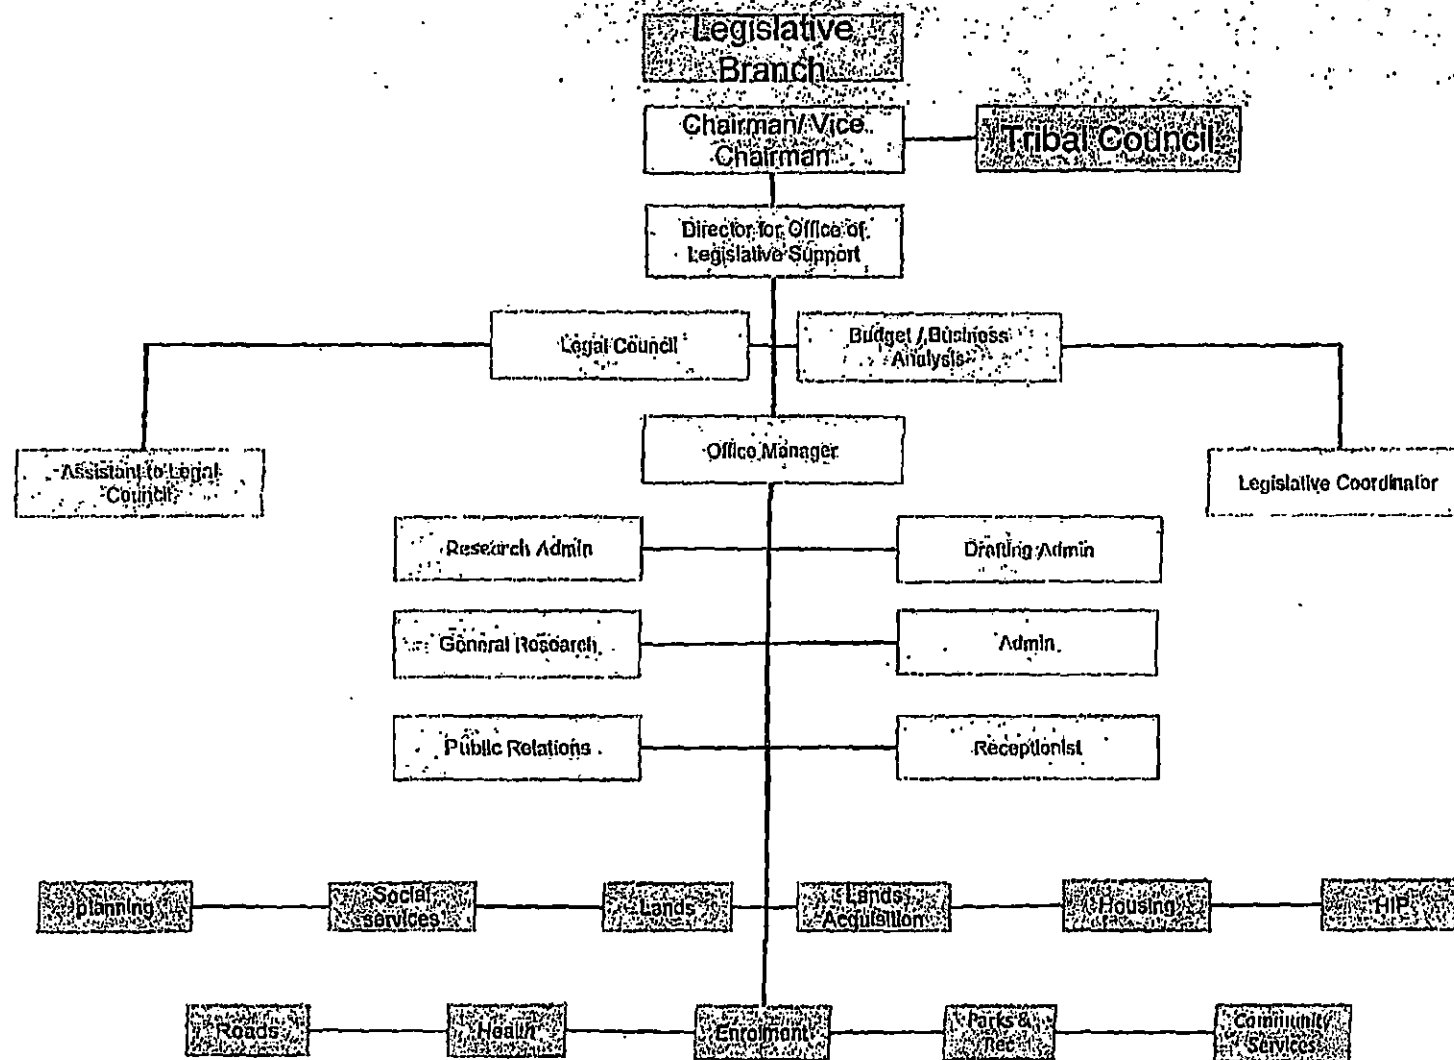 Legislative
Branch
Chairman/ Vice
Chairman
Tribal Council
Director for Office of
Legislative Support
Legal Council
Budget / Business
Analysis
Assistant to Legal
Council
Office Manager
Legislative Coordinator
Research Admin
Drafting Admin
General Research
Admin
Public Relations
Receptionist
planning
Social
services
Lands
Lands
Acquisition
Housing
HIP
Roads
Health
Enrolment
Parks &
Rec
Community
Services